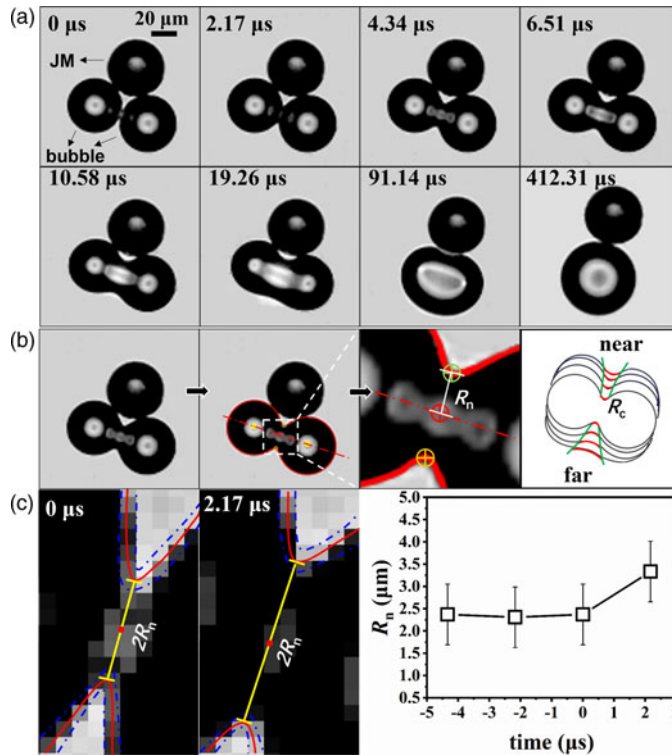 (a)
0 µs 20 µm
JM
bubble
2.17 µs
4.34 µs
6.51 µs
10.58 µs
19.26 µs
91.14 µs
412.31 µs
(b)
Rn
near
Rc
far
(c)
0 µs
2Rn
2.17 µs
2Rn
Rn (µm)
5.0
4.5
4.0
3.5
3.0
2.5
2.0
1.5
1.0
0.5
-5 -4 -3 -2 -1 0 1 2
time (µs)